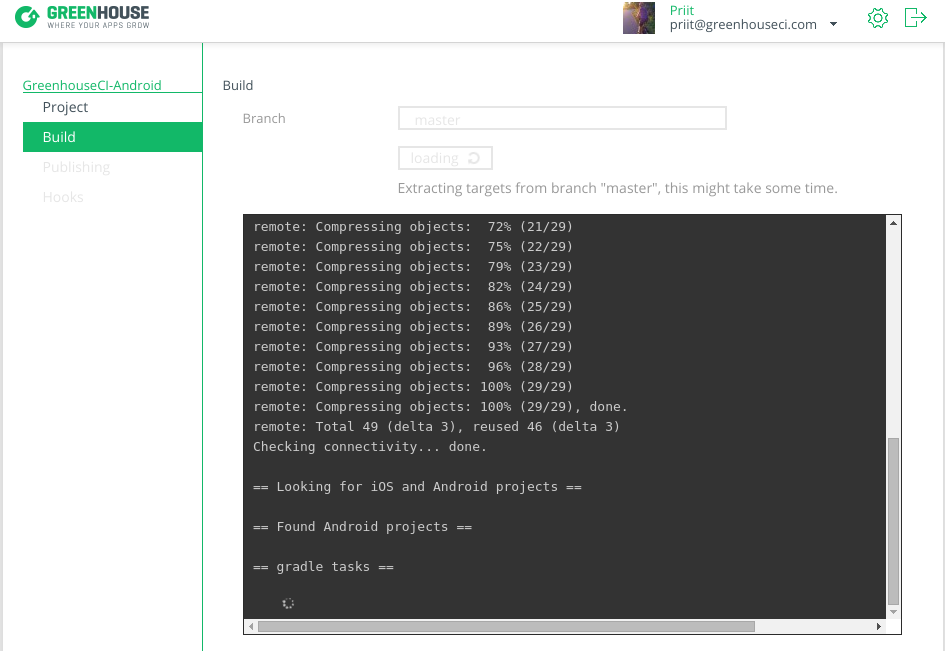 GREENHOUSE
WHERE YOUR APPS GROW
Priit
priit@greenhouseci.com
GreenhouseCI-Android
Project
Build
Publishing
Hooks
Build
Branch
master
loading
Extracting targets from branch "master", this might take some time.
remote: Compressing objects:  72% (21/29)
remote: Compressing objects:  75% (22/29)
remote: Compressing objects:  79% (23/29)
remote: Compressing objects:  82% (24/29)
remote: Compressing objects:  86% (25/29)
remote: Compressing objects:  89% (26/29)
remote: Compressing objects:  93% (27/29)
remote: Compressing objects:  96% (28/29)
remote: Compressing objects: 100% (29/29)
remote: Compressing objects: 100% (29/29), done.
remote: Total 49 (delta 3), reused 46 (delta 3)
Checking connectivity... done.
== Looking for iOS and Android projects ==
== Found Android projects ==
== gradle tasks ==